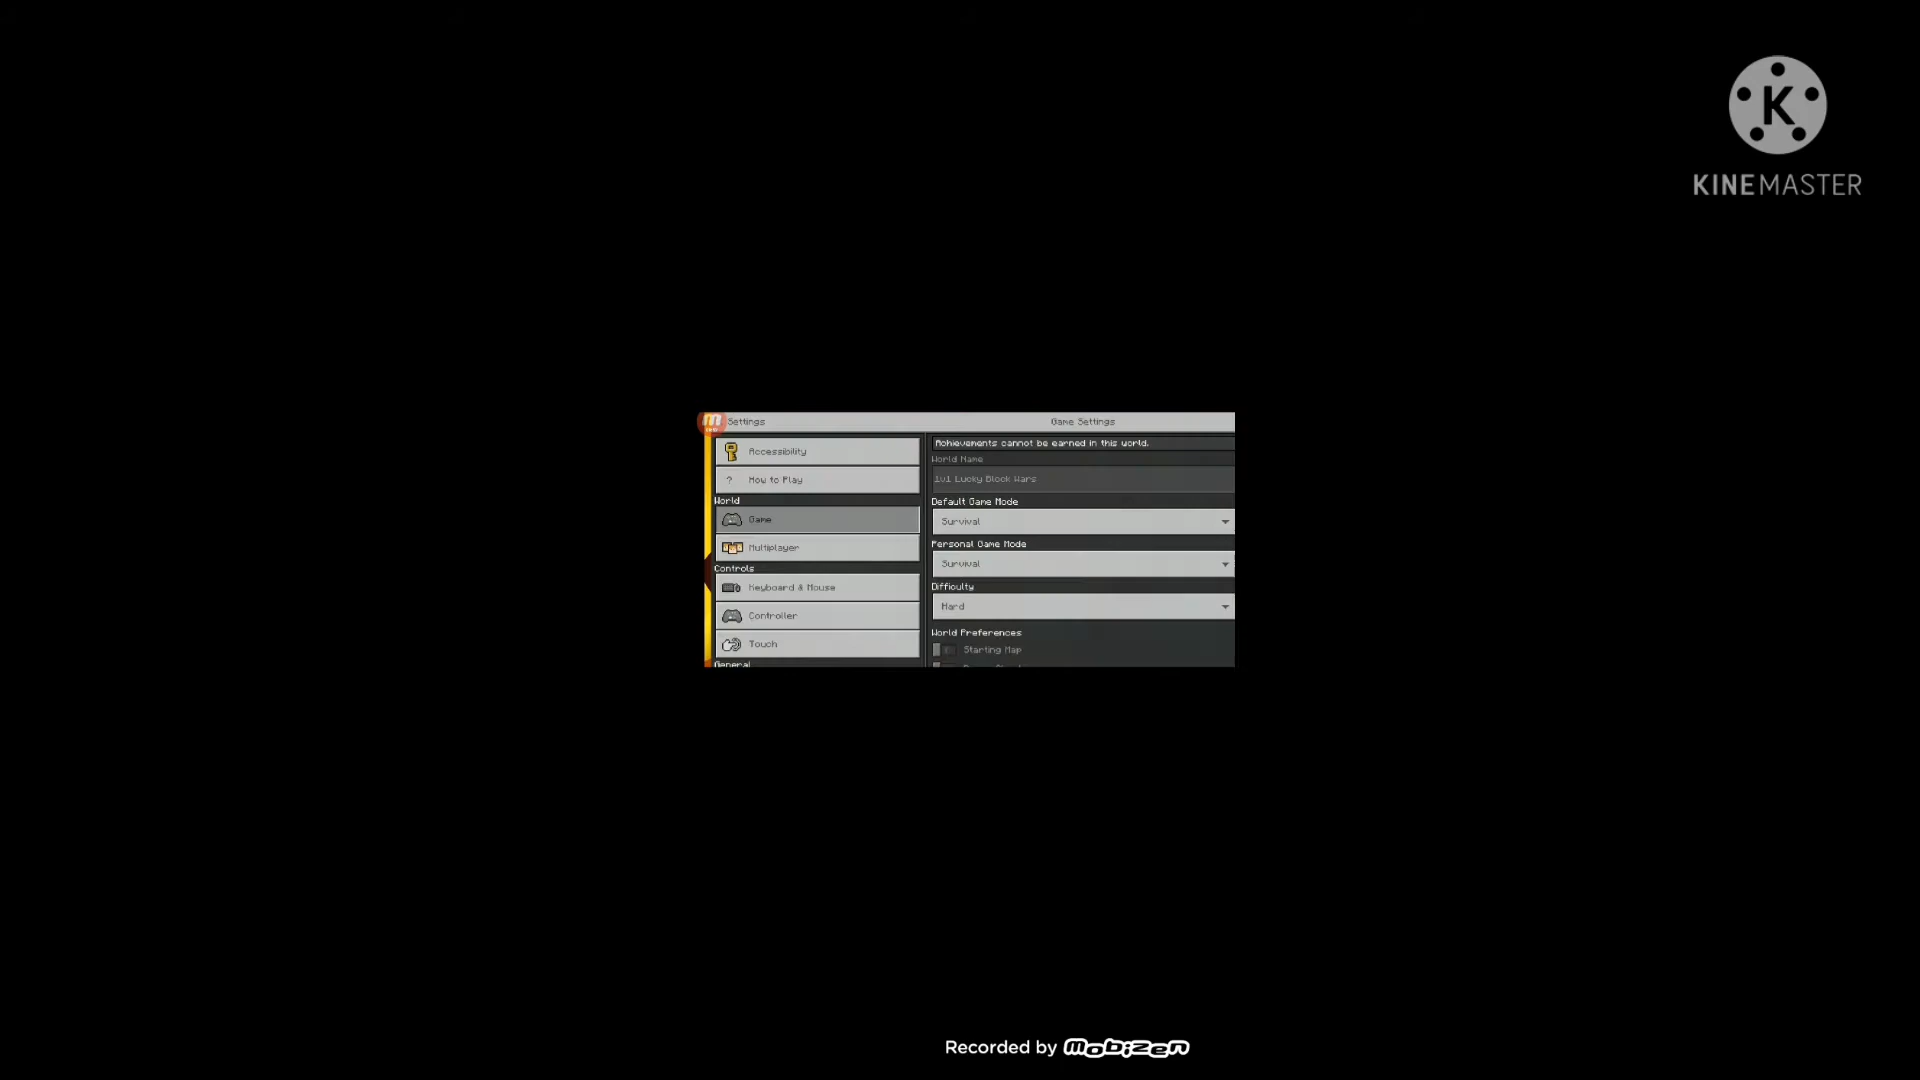 K
KINEMASTER
Settings
Game Settings
Accessibility
? How to Play
World
Game
Multiplayer
Controls
Keyboard & Mouse
Controller
Touch
General
Achievements cannot be earned in this world.
World Name
1v1 Lucky Block Wars
Default Game Mode
Survival
Personal Game Mode
Survival
Difficulty
Hard
World Preferences
Starting Map
Recorded by mobizen